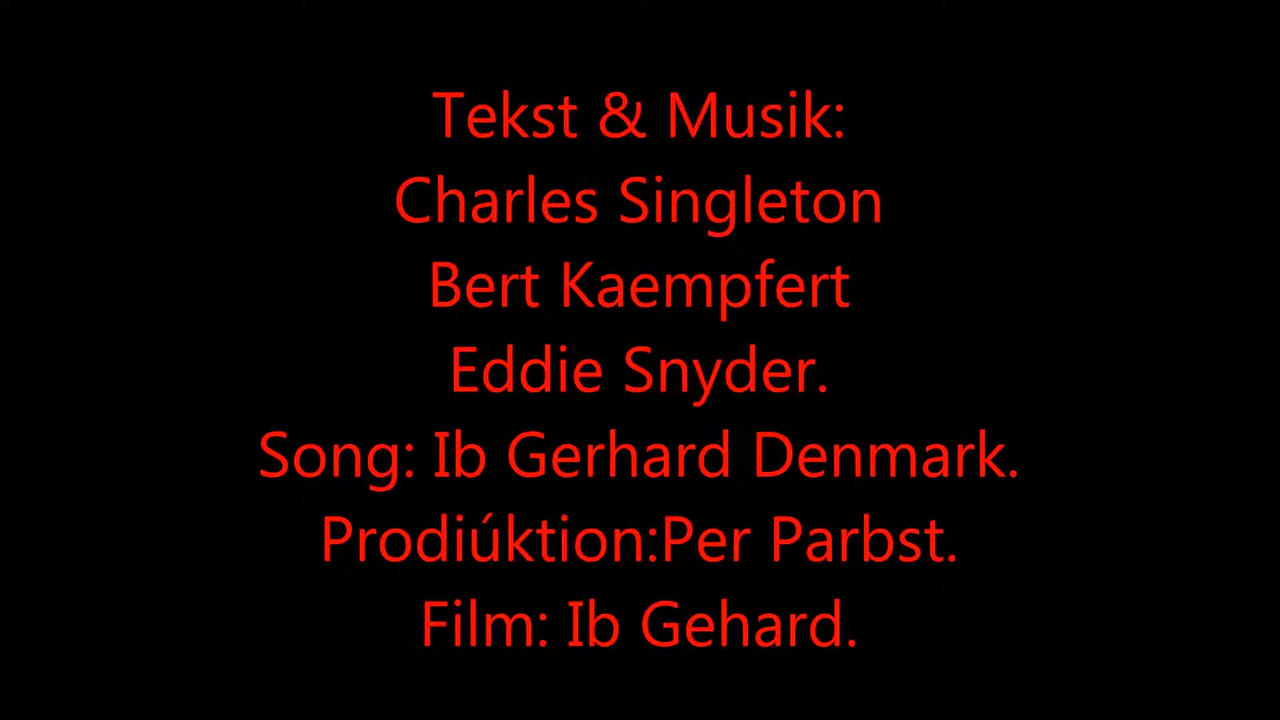 Tekst & Musik:
Charles Singleton
Bert Kaempfert
Eddie Snyder.
Song: Ib Gerhard Denmark.
Prodiúktion:Per Parbst.
Film: Ib Gehard.